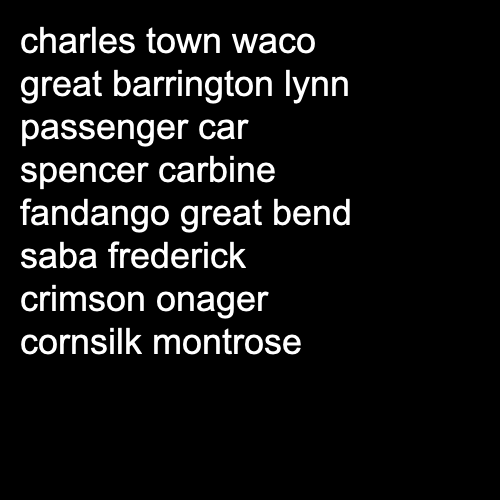 charles town waco
great barrington lynn
passenger car
spencer carbine
fandango great bend
saba frederick
crimson onager
cornsilk montrose